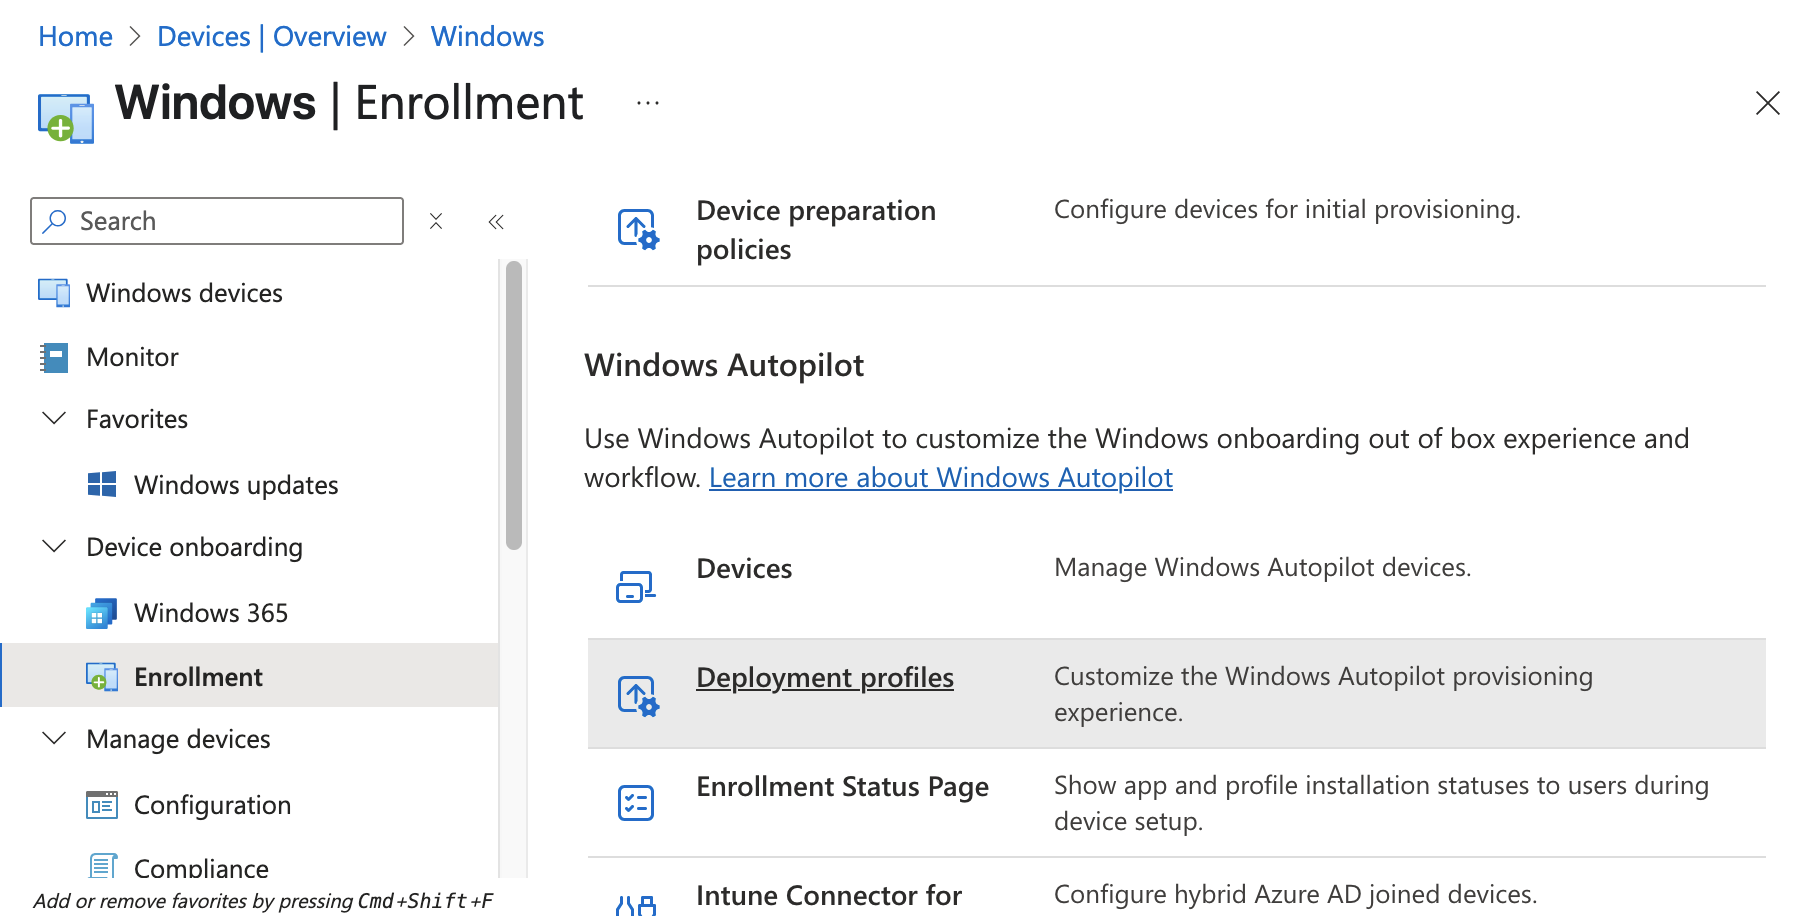 Home > Devices | Overview > Windows
Windows | Enrollment ...
Search
Windows devices
Monitor
Favorites
Windows updates
Device onboarding
Windows 365
Enrollment
Manage devices
Configuration
Compliance
Add or remove favorites by pressing Cmd+Shift+F
Device preparation
policies
Configure devices for initial provisioning.
Windows Autopilot
Use Windows Autopilot to customize the Windows onboarding out of box experience and
workflow. Learn more about Windows Autopilot
Devices
Manage Windows Autopilot devices.
Deployment profiles
Customize the Windows Autopilot provisioning
experience.
Enrollment Status Page
Show app and profile installation statuses to users during
device setup.
Intune Connector for
Configure hybrid Azure AD joined devices.